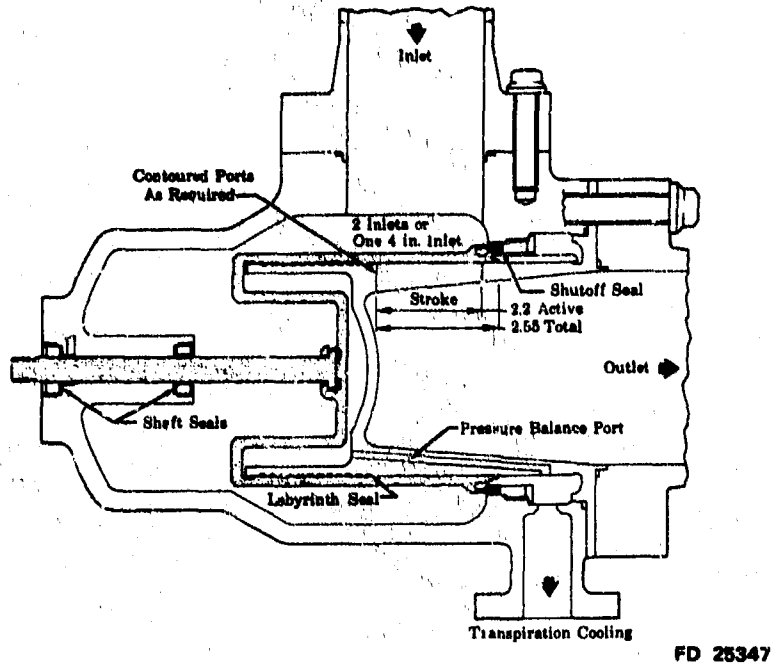 Inlet
Contoured Ports
As Required
2 Inlets or
One 4 in. Inlet
Shutoff Seal
Stroke
2.2 Active
2.55 Total
Outlet
Shaft Seals
Pressure Balance Port
Labyrinth Seal
Transpiration Cooling
FD 25347